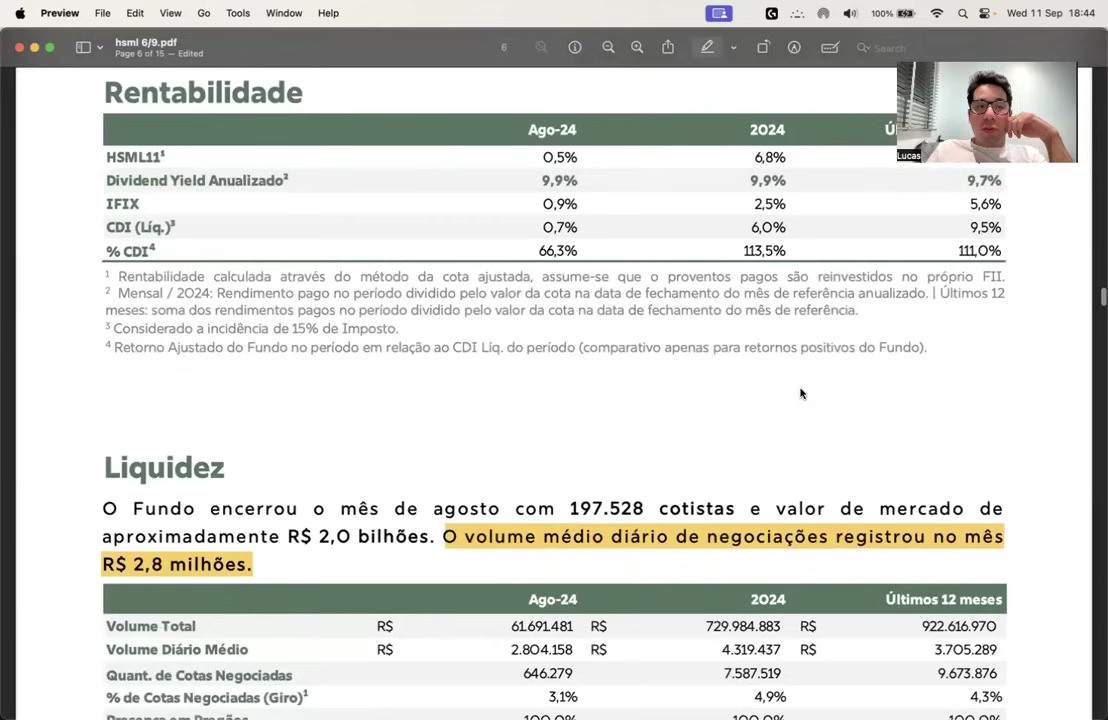 Preview File Edit View Go Tools Window Help 100% Wed 11 Sep 18:44
hsml 6/9.pdf
Page 6 of 15 — Edited
6
Search
Lucas
Rentabilidade
Ago-24 2024 Ú
HSML11¹ 0,5% 6,8%
Dividend Yield Anualizado² 9,9% 9,9% 9,7%
IFIX 0,9% 2,5% 5,6%
CDI (Líq.)³ 0,7% 6,0% 9,5%
% CDI⁴ 66,3% 113,5% 111,0%
¹ Rentabilidade calculada através do método da cota ajustada, assume-se que o proventos pagos são reinvestidos no próprio FII.
² Mensal / 2024: Rendimento pago no período dividido pelo valor da cota na data de fechamento do mês de referência anualizado. | Últimos 12
meses: soma dos rendimentos pagos no período dividido pelo valor da cota na data de fechamento do mês de referência.
³ Considerado a incidência de 15% de Imposto.
⁴ Retorno Ajustado do Fundo no período em relação ao CDI Líq. do período (comparativo apenas para retornos positivos do Fundo).
Liquidez
O Fundo encerrou o mês de agosto com 197.528 cotistas e valor de mercado de
aproximadamente R$ 2,0 bilhões. O volume médio diário de negociações registrou no mês
R$ 2,8 milhões.
Ago-24 2024 Últimos 12 meses
Volume Total R$ 61.691.481 R$ 729.984.883 R$ 922.616.970
Volume Diário Médio R$ 2.804.158 R$ 4.319.437 R$ 3.705.289
Quant. de Cotas Negociadas 646.279 7.587.519 9.673.876
% de Cotas Negociadas (Giro)¹ 3,1% 4,9% 4,3%
Presença em Pregões 100,0% 100,0% 100,0%